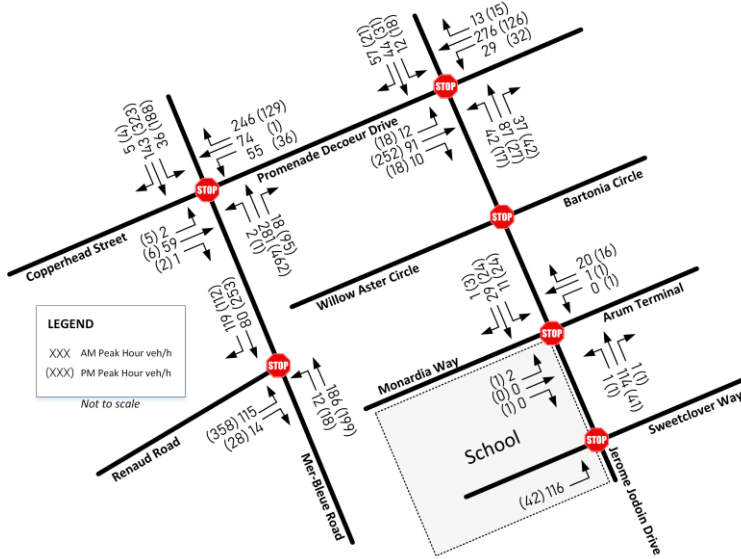 13 (15)
276 (126)
29 (32)
57 (21)
44 (31)
12 (18)
STOP
37 (42)
87 (27)
42 (17)
(18) 12
(252) 91
(18) 10
Promenade Decoeur Drive
246 (129)
74 (1)
55 (36)
5 (4)
143 (323)
36 (188)
STOP
18 (95)
281 (462)
2 (1)
(5) 2
(6) 59
(2) 1
Copperhead Street
STOP
Bartonia Circle
Willow Aster Circle
20 (16)
1 (1)
0 (1)
1 (3)
29 (24)
11 (24)
STOP
Arum Terminal
Monardia Way
1 (1)
114 (41)
1 (1)
(1) 2
(0) 0
(1) 0
119 (112)
80 (253)
STOP
186 (199)
12 (18)
(358) 115
(28) 14
Renaud Road
Mer-Bleue Road
LEGEND
XXX AM Peak Hour veh/h
(XXX) PM Peak Hour veh/h
Not to scale
School
STOP
Sweetclover Way
(42) 116
Jerome Jodoin Drive